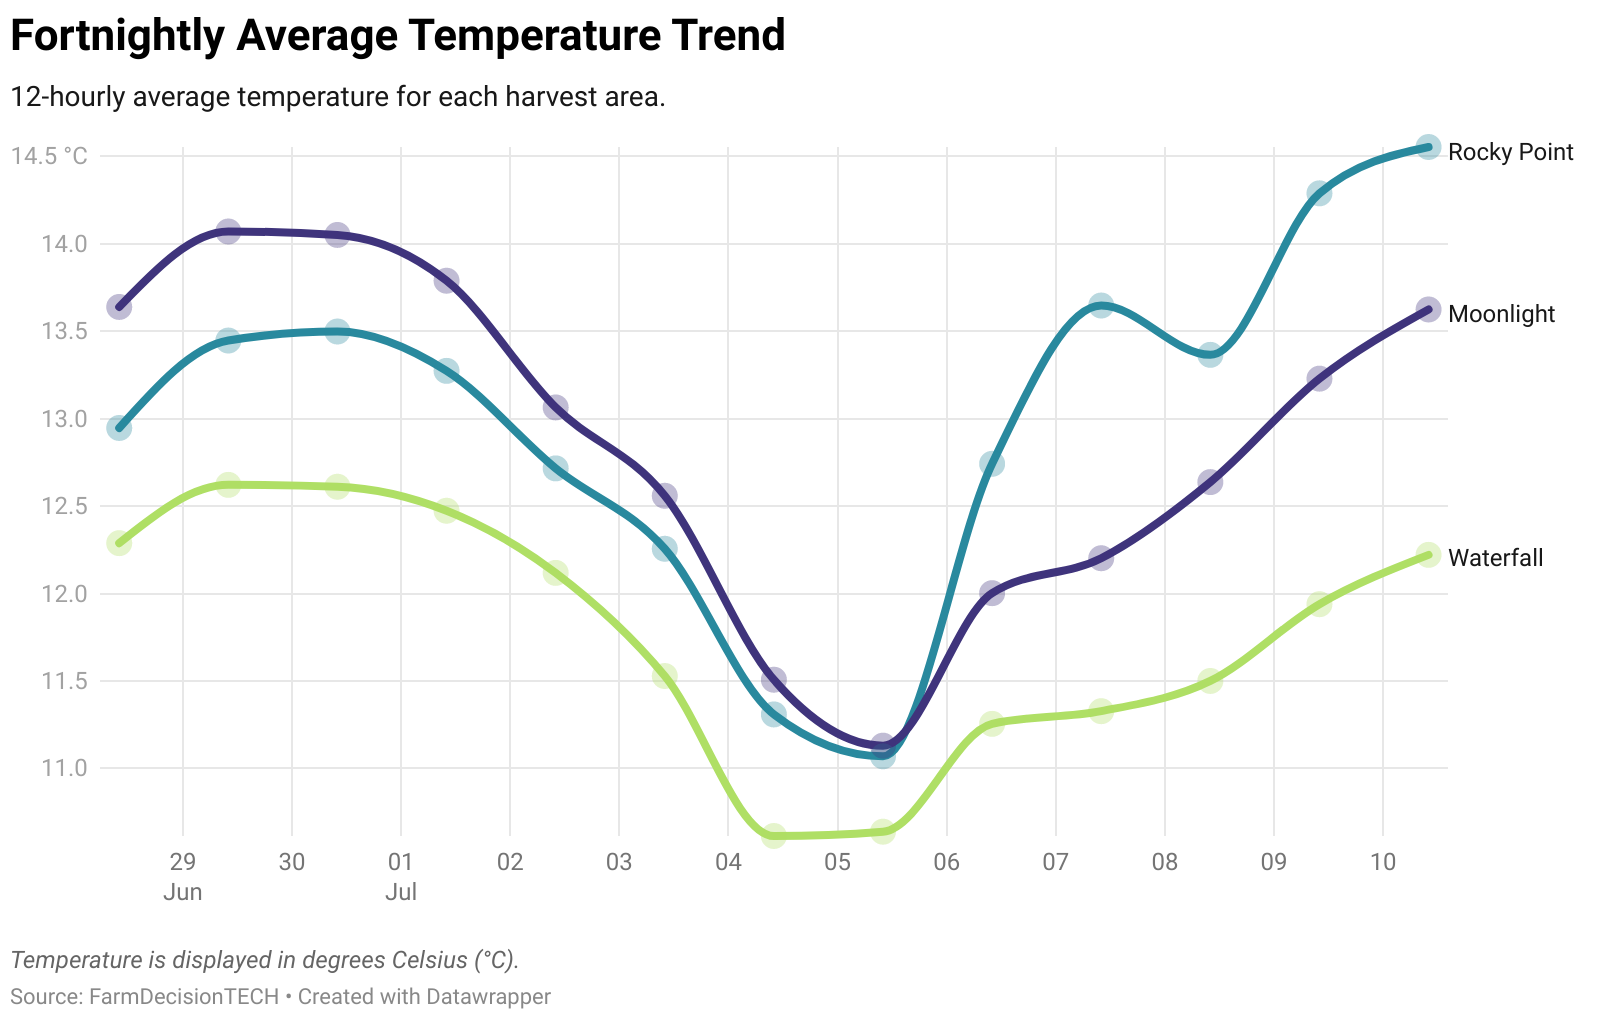 Fortnightly Average Temperature Trend
12-hourly average temperature for each harvest area.
14.5 °C
14.0
13.5
13.0
12.5
12.0
11.5
11.0
Rocky Point
Moonlight
Waterfall
29 30 01 02 03 04 05 06 07 08 09 10
Jun Jul
Temperature is displayed in degrees Celsius (°C).
Source: FarmDecisionTECH • Created with Datawrapper